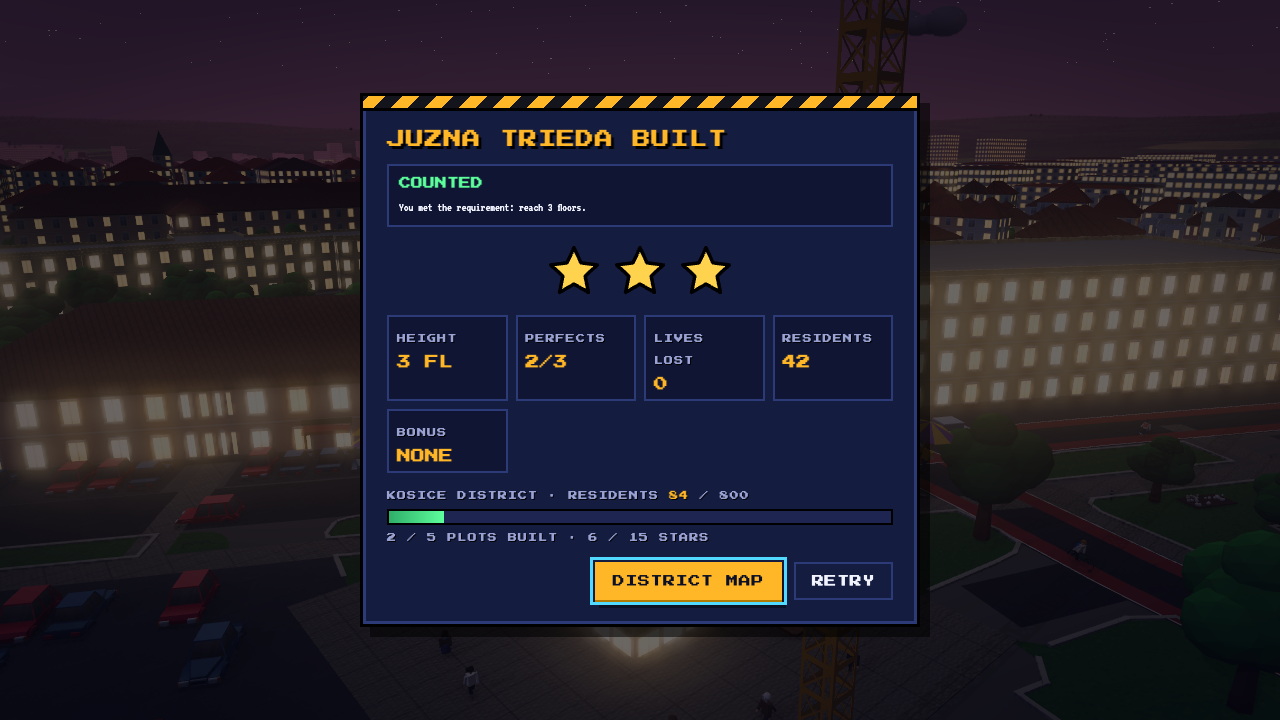 JUZNA TRIEDA BUILT
COUNTED
You met the requirement: reach 3 floors.
HEIGHT
3 FL
PERFECTS
2/3
LIVES
LOST
0
RESIDENTS
42
BONUS
NONE
KOSICE DISTRICT · RESIDENTS 84 / 800
2 / 5 PLOTS BUILT · 6 / 15 STARS
DISTRICT MAP
RETRY